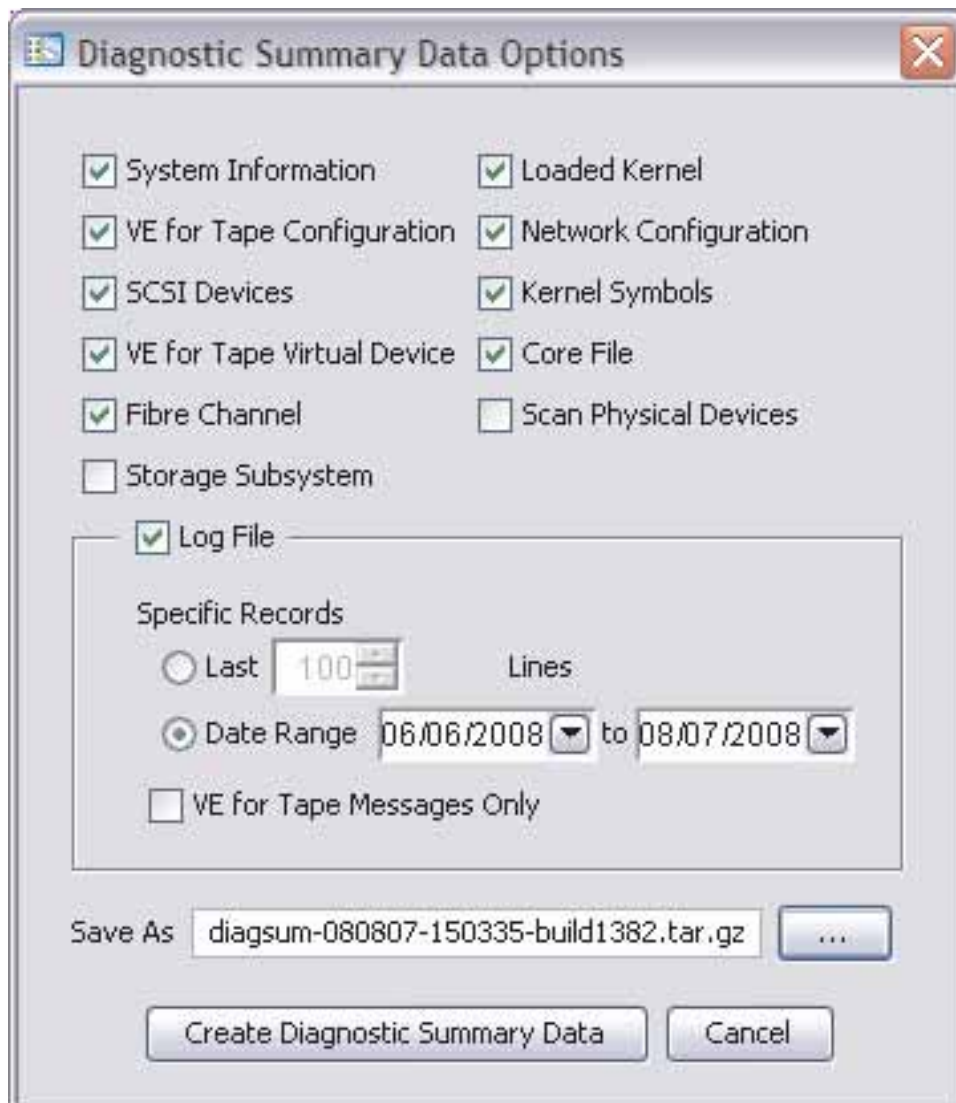 Diagnostic Summary Data Options
System Information
Loaded Kernel
VE for Tape Configuration
Network Configuration
SCSI Devices
Kernel Symbols
VE for Tape Virtual Device
Core File
Fibre Channel
Scan Physical Devices
Storage Subsystem
Log File
Specific Records
Last 100 Lines
Date Range 06/06/2008 to 08/07/2008
VE for Tape Messages Only
Save As diagsum-080807-150335-build1382.tar.gz ...
Create Diagnostic Summary Data Cancel